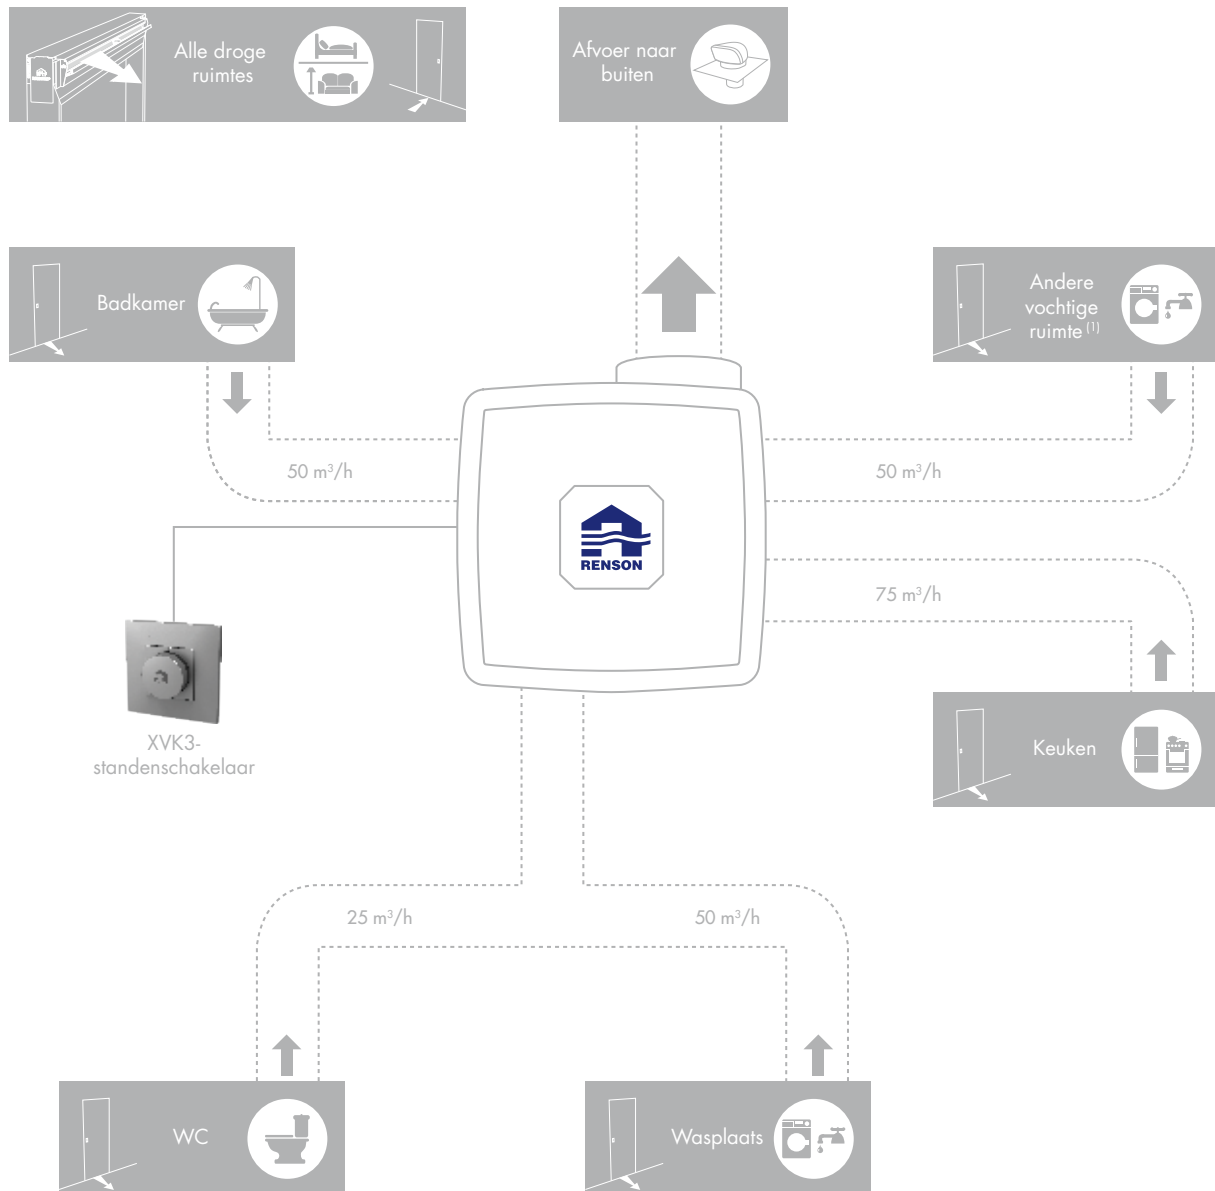 Alle droge
ruimtes
Afvoer naar
buiten
Badkamer
Andere
vochtige
ruimte (1)
50 m³/h
50 m³/h
RENSON
75 m³/h
XVK3-
standenschakelaar
Keuken
25 m³/h
50 m³/h
WC
Wasplaats